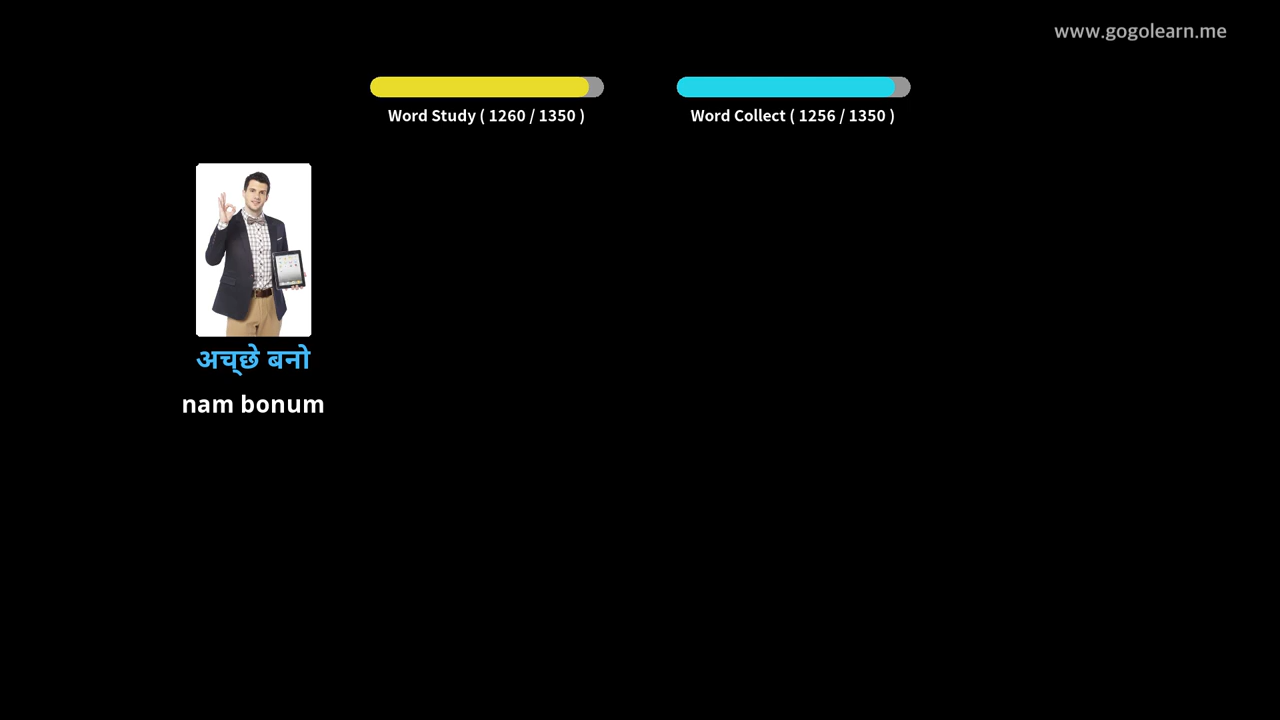 www.gogolearn.me
Word Study ( 1260 / 1350 )
Word Collect ( 1256 / 1350 )
अच्छे बनो
nam bonum